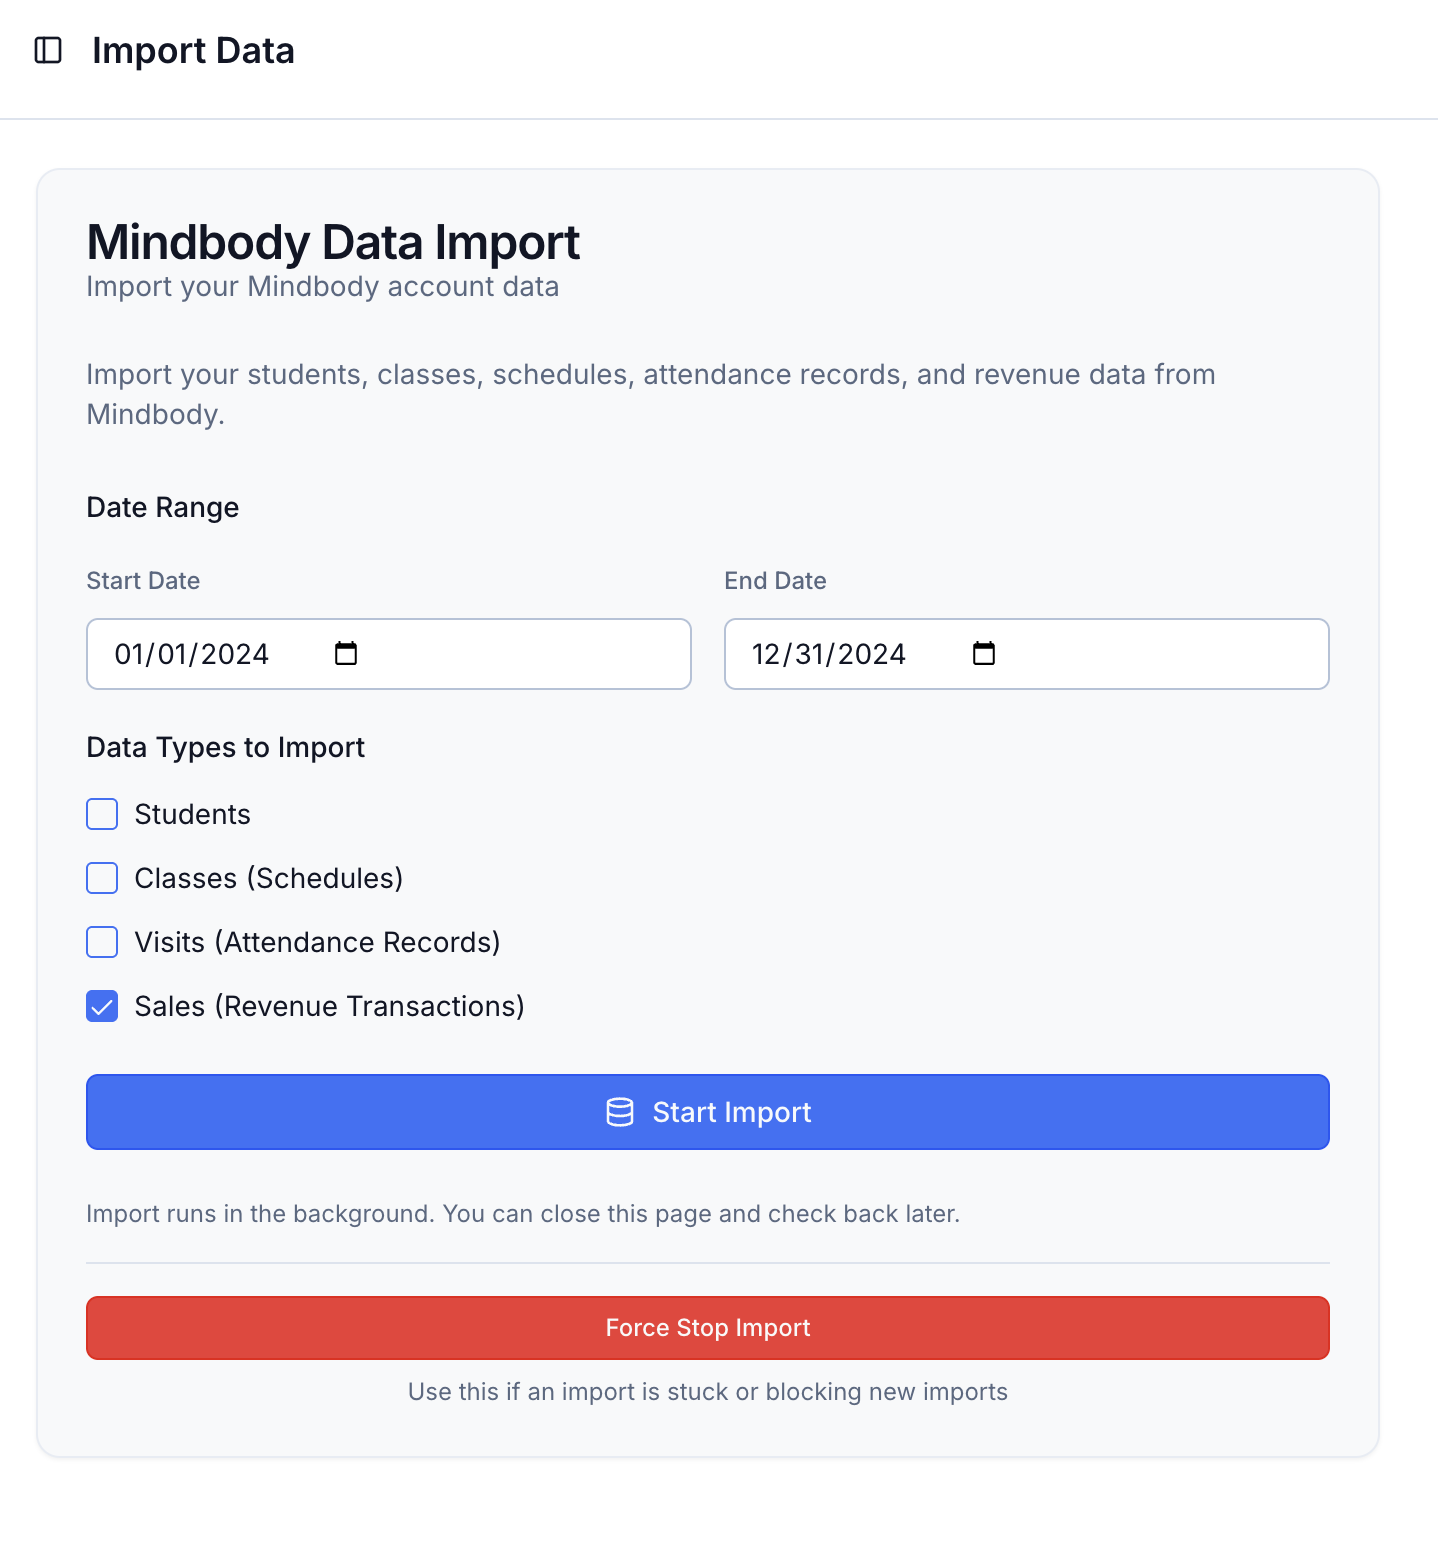 Import Data
Mindbody Data Import
Import your Mindbody account data
Import your students, classes, schedules, attendance records, and revenue data from
Mindbody.
Date Range
Start Date
End Date
01/01/2024
12/31/2024
Data Types to Import
Students
Classes (Schedules)
Visits (Attendance Records)
Sales (Revenue Transactions)
Start Import
Import runs in the background. You can close this page and check back later.
Force Stop Import
Use this if an import is stuck or blocking new imports